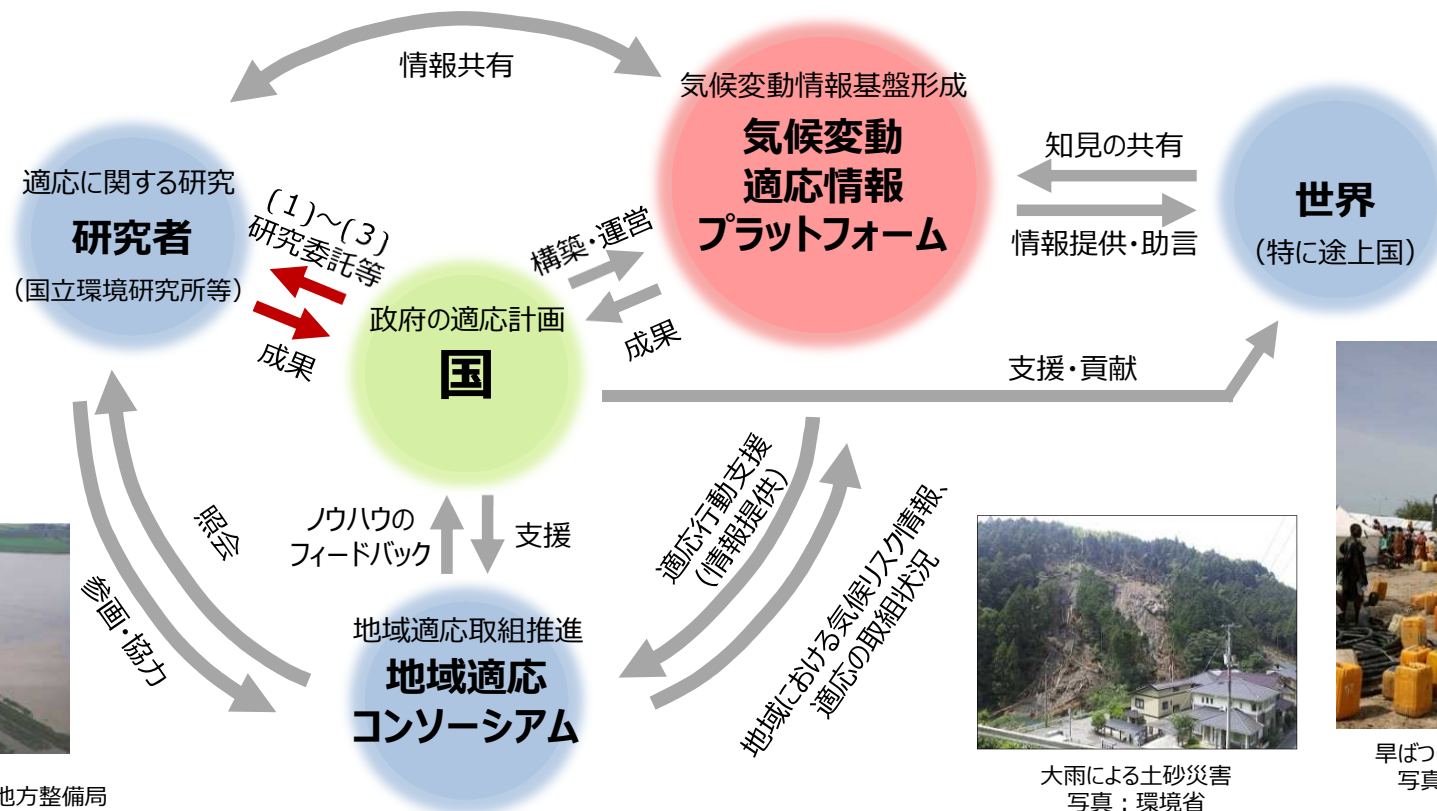 情報共有
気候変動情報基盤形成
気候変動
適応情報
プラットフォーム
知見の共有
情報提供・助言
世界
（特に途上国）
適応に関する研究
研究者
（国立環境研究所等）
(1)～(3)
研究委託等
成果
構築・運営
成果
政府の適応計画
国
支援・貢献
照会
参画・協力
ノウハウの
フィードバック
支援
適応行動支援
(情報提供)
地域における気候リスク情報、
適応の取組状況
地域適応取組推進
地域適応
コンソーシアム
大雨による土砂災害
写真：環境省
旱ばつ
写真
地方整備局